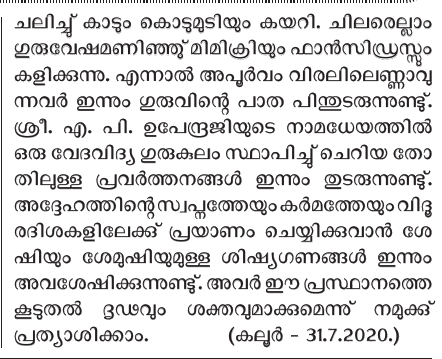 ചലിച്ച് കാടും കൊടുമുടിയും കയറി. ചിലരെല്ലാം
ഗുരുവേഷമണിഞ്ഞു് മിമിക്രിയും ഫാൻസിഡ്രസ്സും
കളിക്കുന്നു. എന്നാൽ അപൂർവം വിരലിലെണ്ണാവു
ന്നവർ ഇന്നും ഗുരുവിന്റെ പാത പിന്തുടരുന്നുണ്ട്.
ശ്രീ. എ. പി. ഉപേന്ദ്രജിയുടെ നാമധേയത്തിൽ
ഒരു വേദവിദ്യ ഗുരുകുലം സ്ഥാപിച്ച് ചെറിയ തോ
തിലുള്ള പ്രവർത്തനങ്ങൾ ഇന്നും തുടരുന്നുണ്ട്.
അദ്ദേഹത്തിന്റെ സ്വപ്നത്തേയും കർമത്തേയും വിദൂ
രദിശകളിലേക്ക് പ്രയാണം ചെയ്യിക്കുവാൻ ശേ
ഷിയും ശേമുഷിയുമുള്ള ശിഷ്യഗണങ്ങൾ ഇന്നും
അവശേഷിക്കുന്നുണ്ട്. അവർ ഈ പ്രസ്ഥാനത്തെ
കൂടുതൽ ദൃഢവും ശക്തവുമാക്കുമെന്ന് നമുക്ക്
പ്രത്യാശിക്കാം. (കലൂർ - 31.7.2020.)